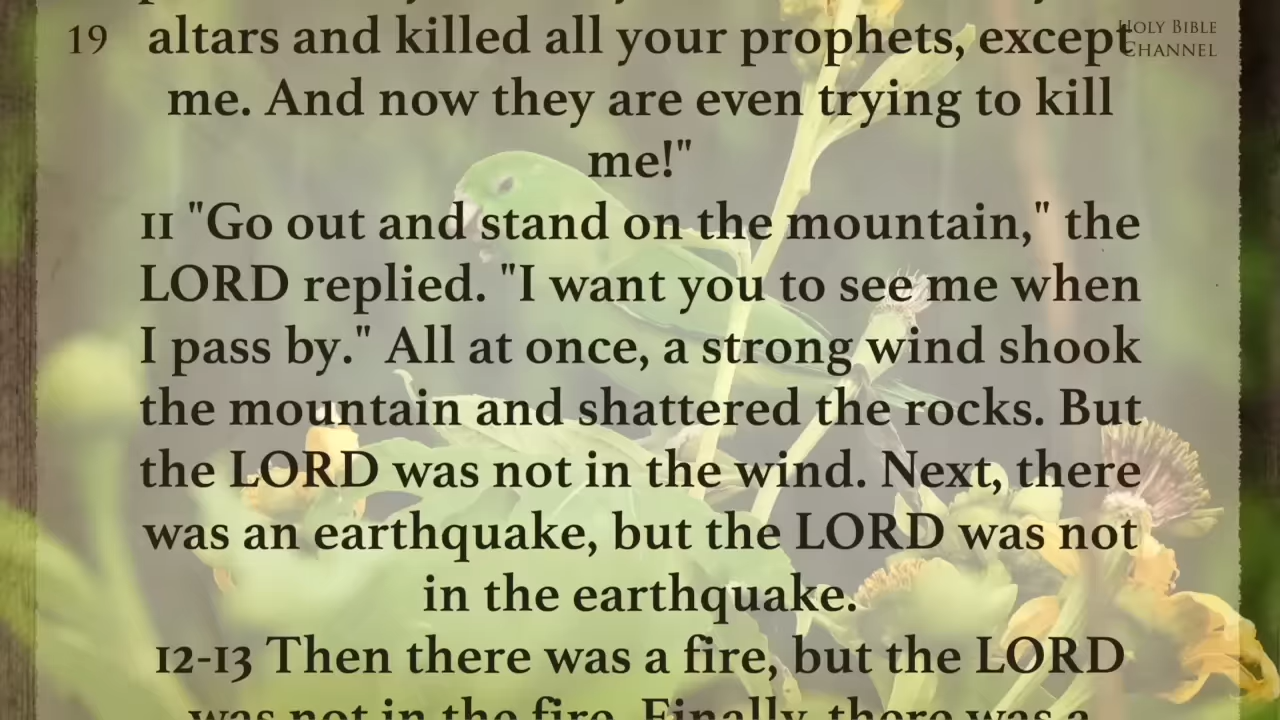 19
altars and killed all your prophets, except
HOLY BIBLE
CHANNEL
me. And now they are even trying to kill
me!"
11 "Go out and stand on the mountain," the
LORD replied. "I want you to see me when
I pass by." All at once, a strong wind shook
the mountain and shattered the rocks. But
the LORD was not in the wind. Next, there
was an earthquake, but the LORD was not
in the earthquake.
12-13 Then there was a fire, but the LORD
was not in the fire. Finally, there was a